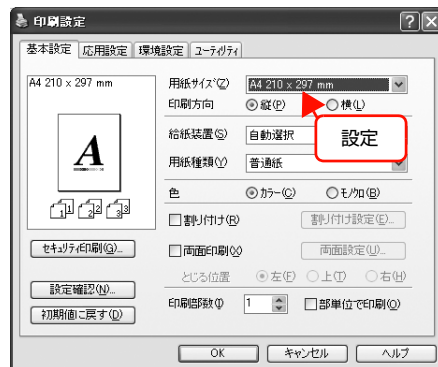 印刷設定
基本設定 応用設定 環境設定 ユーティリティ
A4 210 x 297 mm
A
1 1 2 2 3 3
セキュリティ印刷(G)...
設定確認(N)...
初期値に戻す(D)
用紙サイズ(Z) A4 210 x 297 mm
印刷方向 縦(P) 横(L)
給紙装置(S) 自動選択
設定
用紙種類(Y) 普通紙
色 カラー(C) モノクロ(B)
割り付け(R) 割り付け設定(E)...
両面印刷(X) 両面設定(U)...
とじる位置 左(F) 上(T) 右(H)
印刷部数(I) 1 部単位で印刷(O)
OK キャンセル ヘルプ